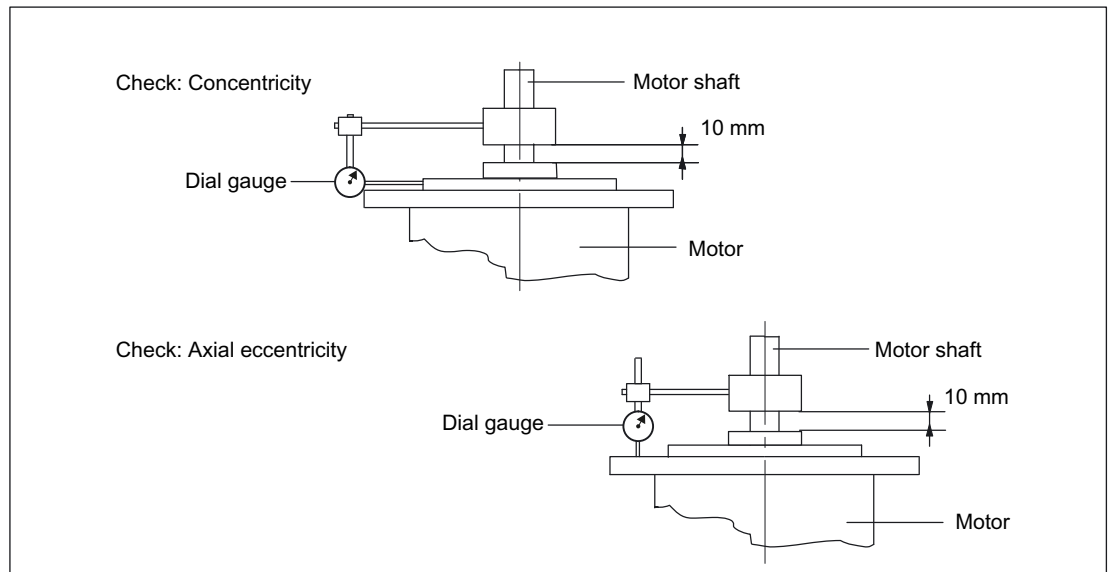 Check: Concentricity
Motor shaft
10 mm
Dial gauge
Motor
Check: Axial eccentricity
Motor shaft
10 mm
Dial gauge
Motor